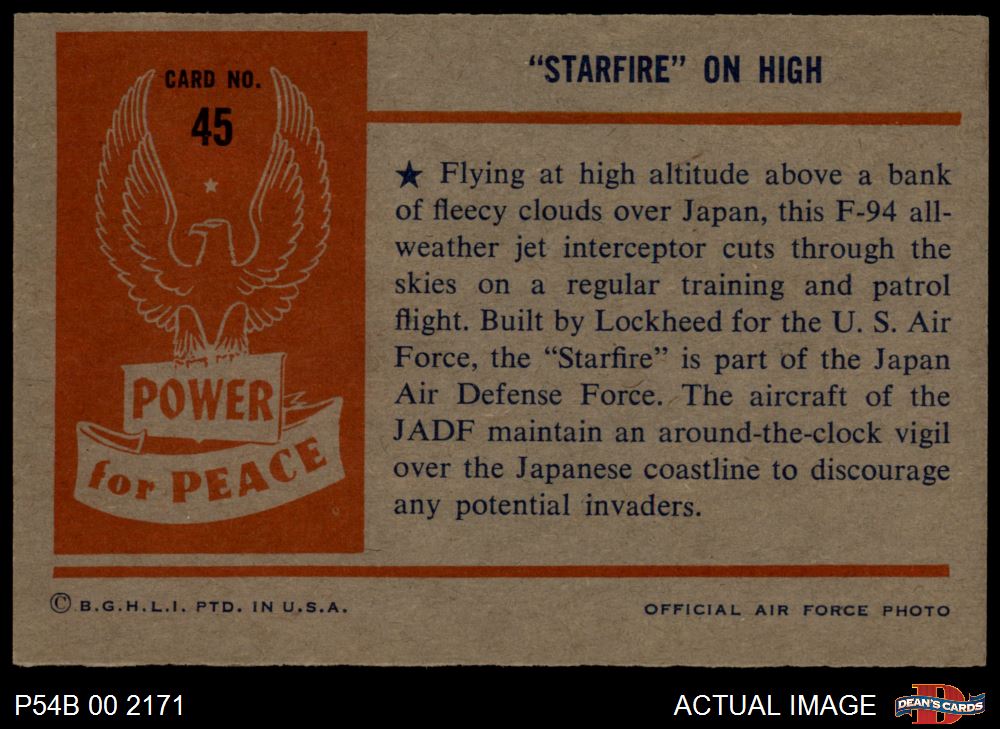 CARD NO.
45
POWER
for PEACE
"STARFIRE" ON HIGH
★ Flying at high altitude above a bank
of fleecy clouds over Japan, this F-94 all-
weather jet interceptor cuts through the
skies on a regular training and patrol
flight. Built by Lockheed for the U. S. Air
Force, the "Starfire" is part of the Japan
Air Defense Force. The aircraft of the
JADF maintain an around-the-clock vigil
over the Japanese coastline to discourage
any potential invaders.
© B.G.H.L.I. PTD. IN U.S.A.
OFFICIAL AIR FORCE PHOTO
P54B 00 2171
ACTUAL IMAGE
DEAN'S CARDS